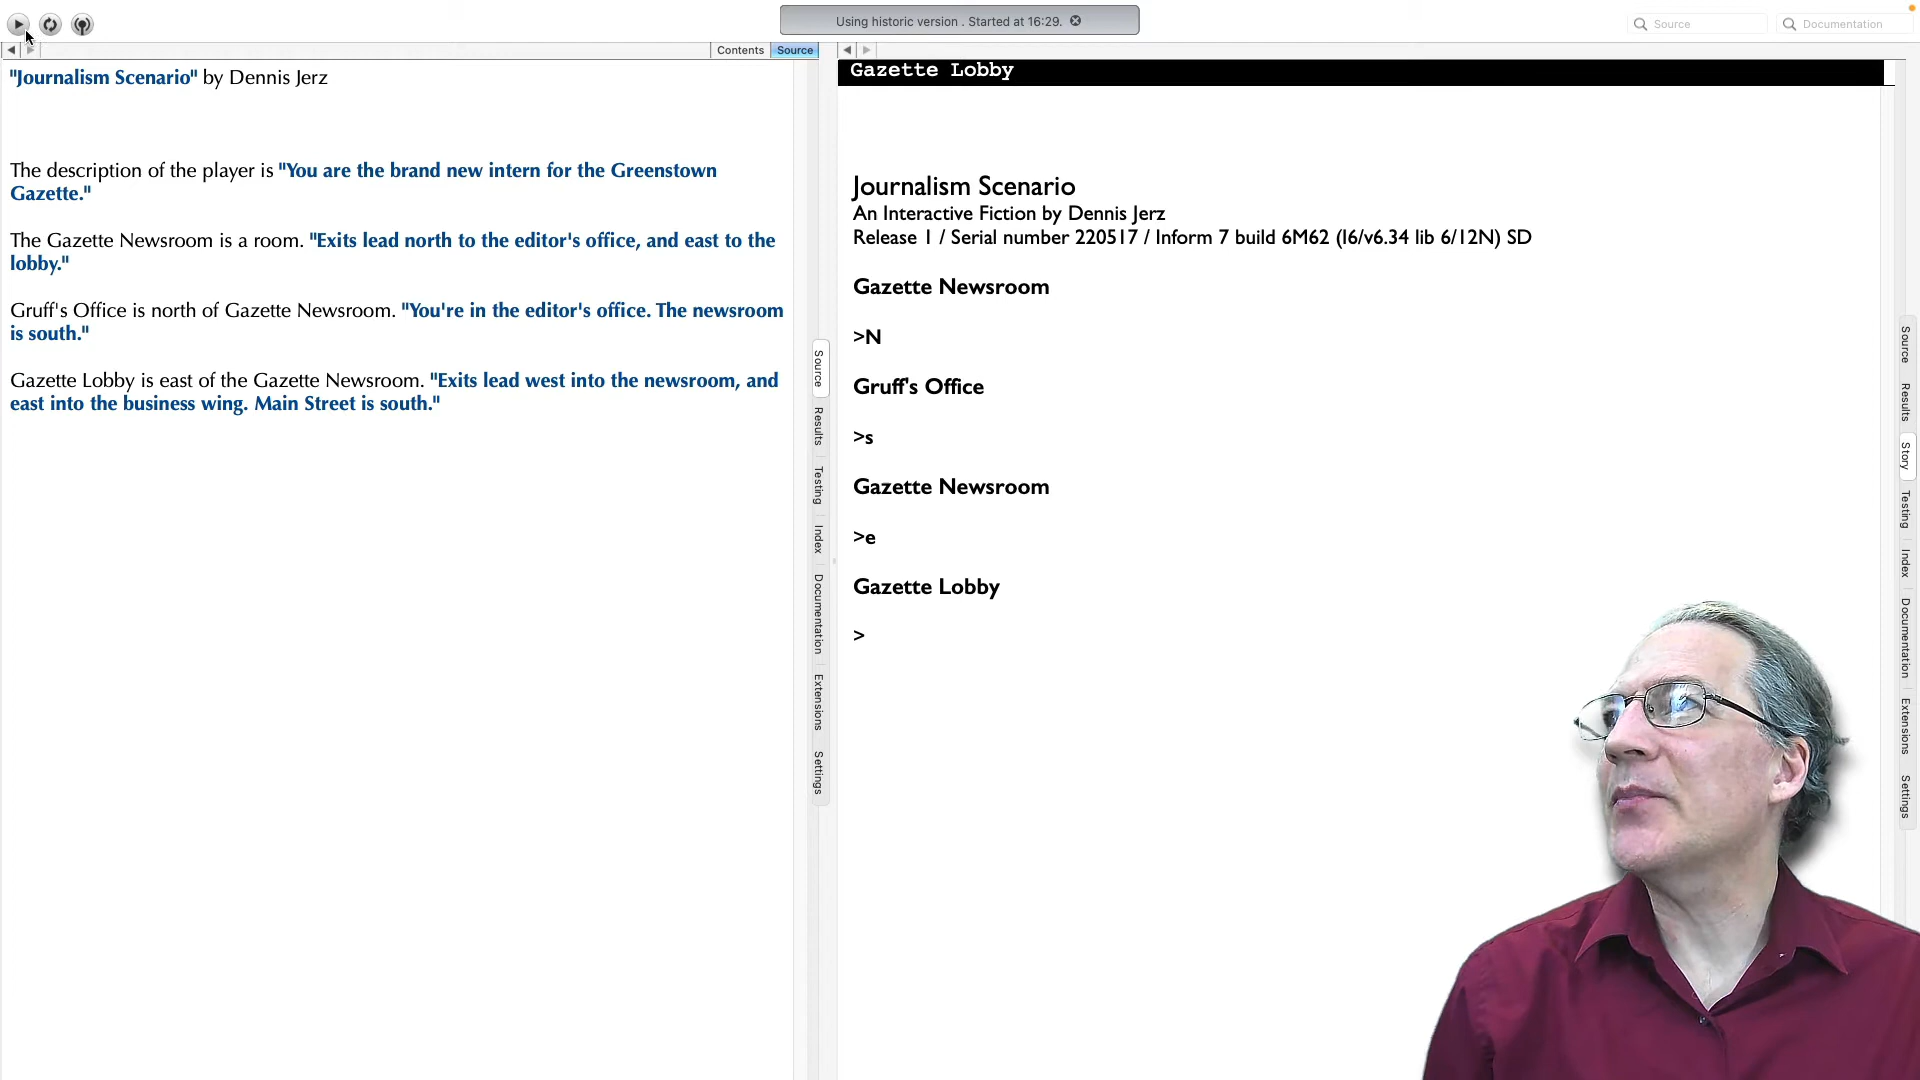 Using historic version . Started at 16:29.
Source
Documentation
Contents
Source
"Journalism Scenario" by Dennis Jerz
The description of the player is "You are the brand new intern for the Greenstown
Gazette."
The Gazette Newsroom is a room. "Exits lead north to the editor's office, and east to the
lobby."
Gruff's Office is north of Gazette Newsroom. "You're in the editor's office. The newsroom
is south."
Gazette Lobby is east of the Gazette Newsroom. "Exits lead west into the newsroom, and
east into the business wing. Main Street is south."
Source
Results
Testing
Index
Documentation
Extensions
Settings
Gazette Lobby
Journalism Scenario
An Interactive Fiction by Dennis Jerz
Release 1 / Serial number 220517 / Inform 7 build 6M62 (I6/v6.34 lib 6/12N) SD
Gazette Newsroom
>N
Gruff's Office
>s
Gazette Newsroom
>e
Gazette Lobby
>
Source
Results
Story
Testing
Index
Documentation
Extensions
Settings